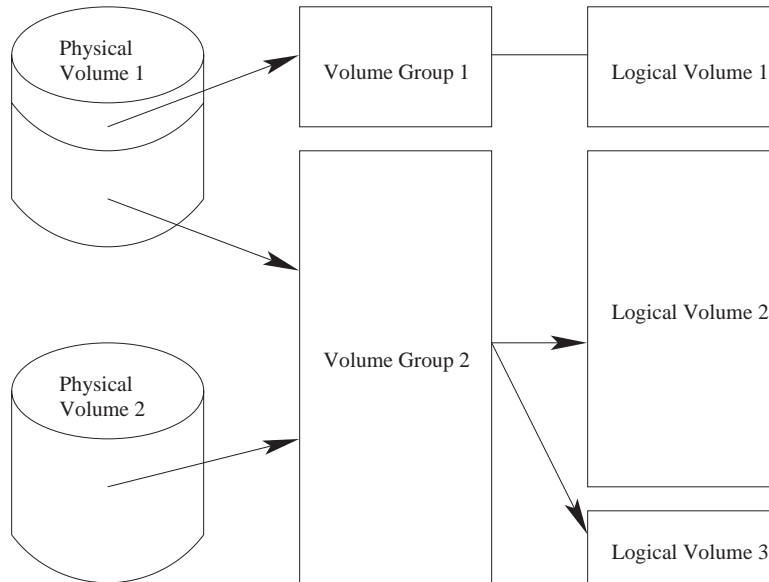 Physical
Volume 1
Volume Group 1
Logical Volume 1
Logical Volume 2
Volume Group 2
Physical
Volume 2
Logical Volume 3